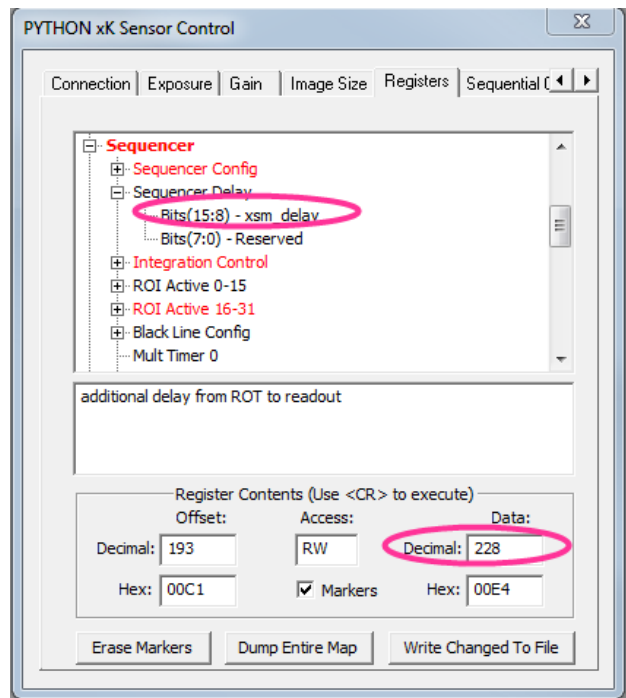 PYTHON xK Sensor Control
Connection Exposure Gain Image Size Registers Sequential (
Sequencer
Sequencer Config
Sequencer Delay
Bits(15:8) - xsm_delay
Bits(7:0) - Reserved
Integration Control
ROI Active 0-15
ROI Active 16-31
Black Line Config
Mult Timer 0
additional delay from ROT to readout
Register Contents (Use <CR> to execute)
Offset: Access: Data:
Decimal: 193 RW Decimal: 228
Hex: 00C1 Markers Hex: 00E4
Erase Markers Dump Entire Map Write Changed To File